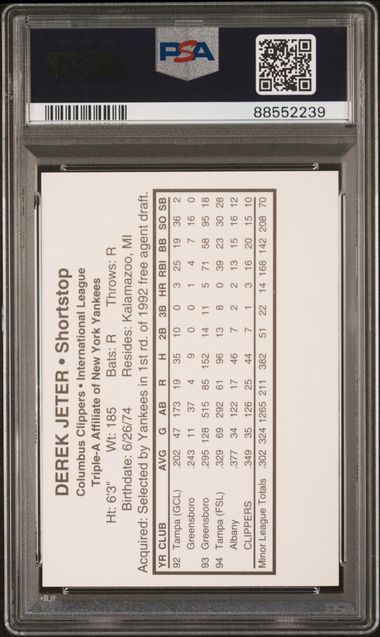 PSA
88552239
DEREK JETER • Shortstop
Columbus Clippers • International League
Triple-A Affiliate of New York Yankees
Ht: 6'3" Wt: 185 Bats: R Throws: R
Birthdate: 6/26/74 Resides: Kalamazoo, MI
Acquired: Selected by Yankees in 1st rd. of 1992 free agent draft.
YR CLUB AVG G AB R H 2B 3B HR RBI BB SO SB
92 Tampa (GCL) .202 47 173 19 35 10 0 3 25 19 36 2
Greensboro .243 11 37 4 9 0 0 1 4 7 16 0
93 Greensboro .295 128 515 85 152 14 11 5 71 58 95 18
94 Tampa (FSL) .329 69 292 61 96 13 8 0 39 23 30 28
Albany .377 34 122 17 46 7 2 2 13 15 16 12
CLIPPERS .349 35 126 25 44 7 1 3 16 20 15 10
Minor League Totals .302 324 1265 211 382 51 22 14 168 142 208 70